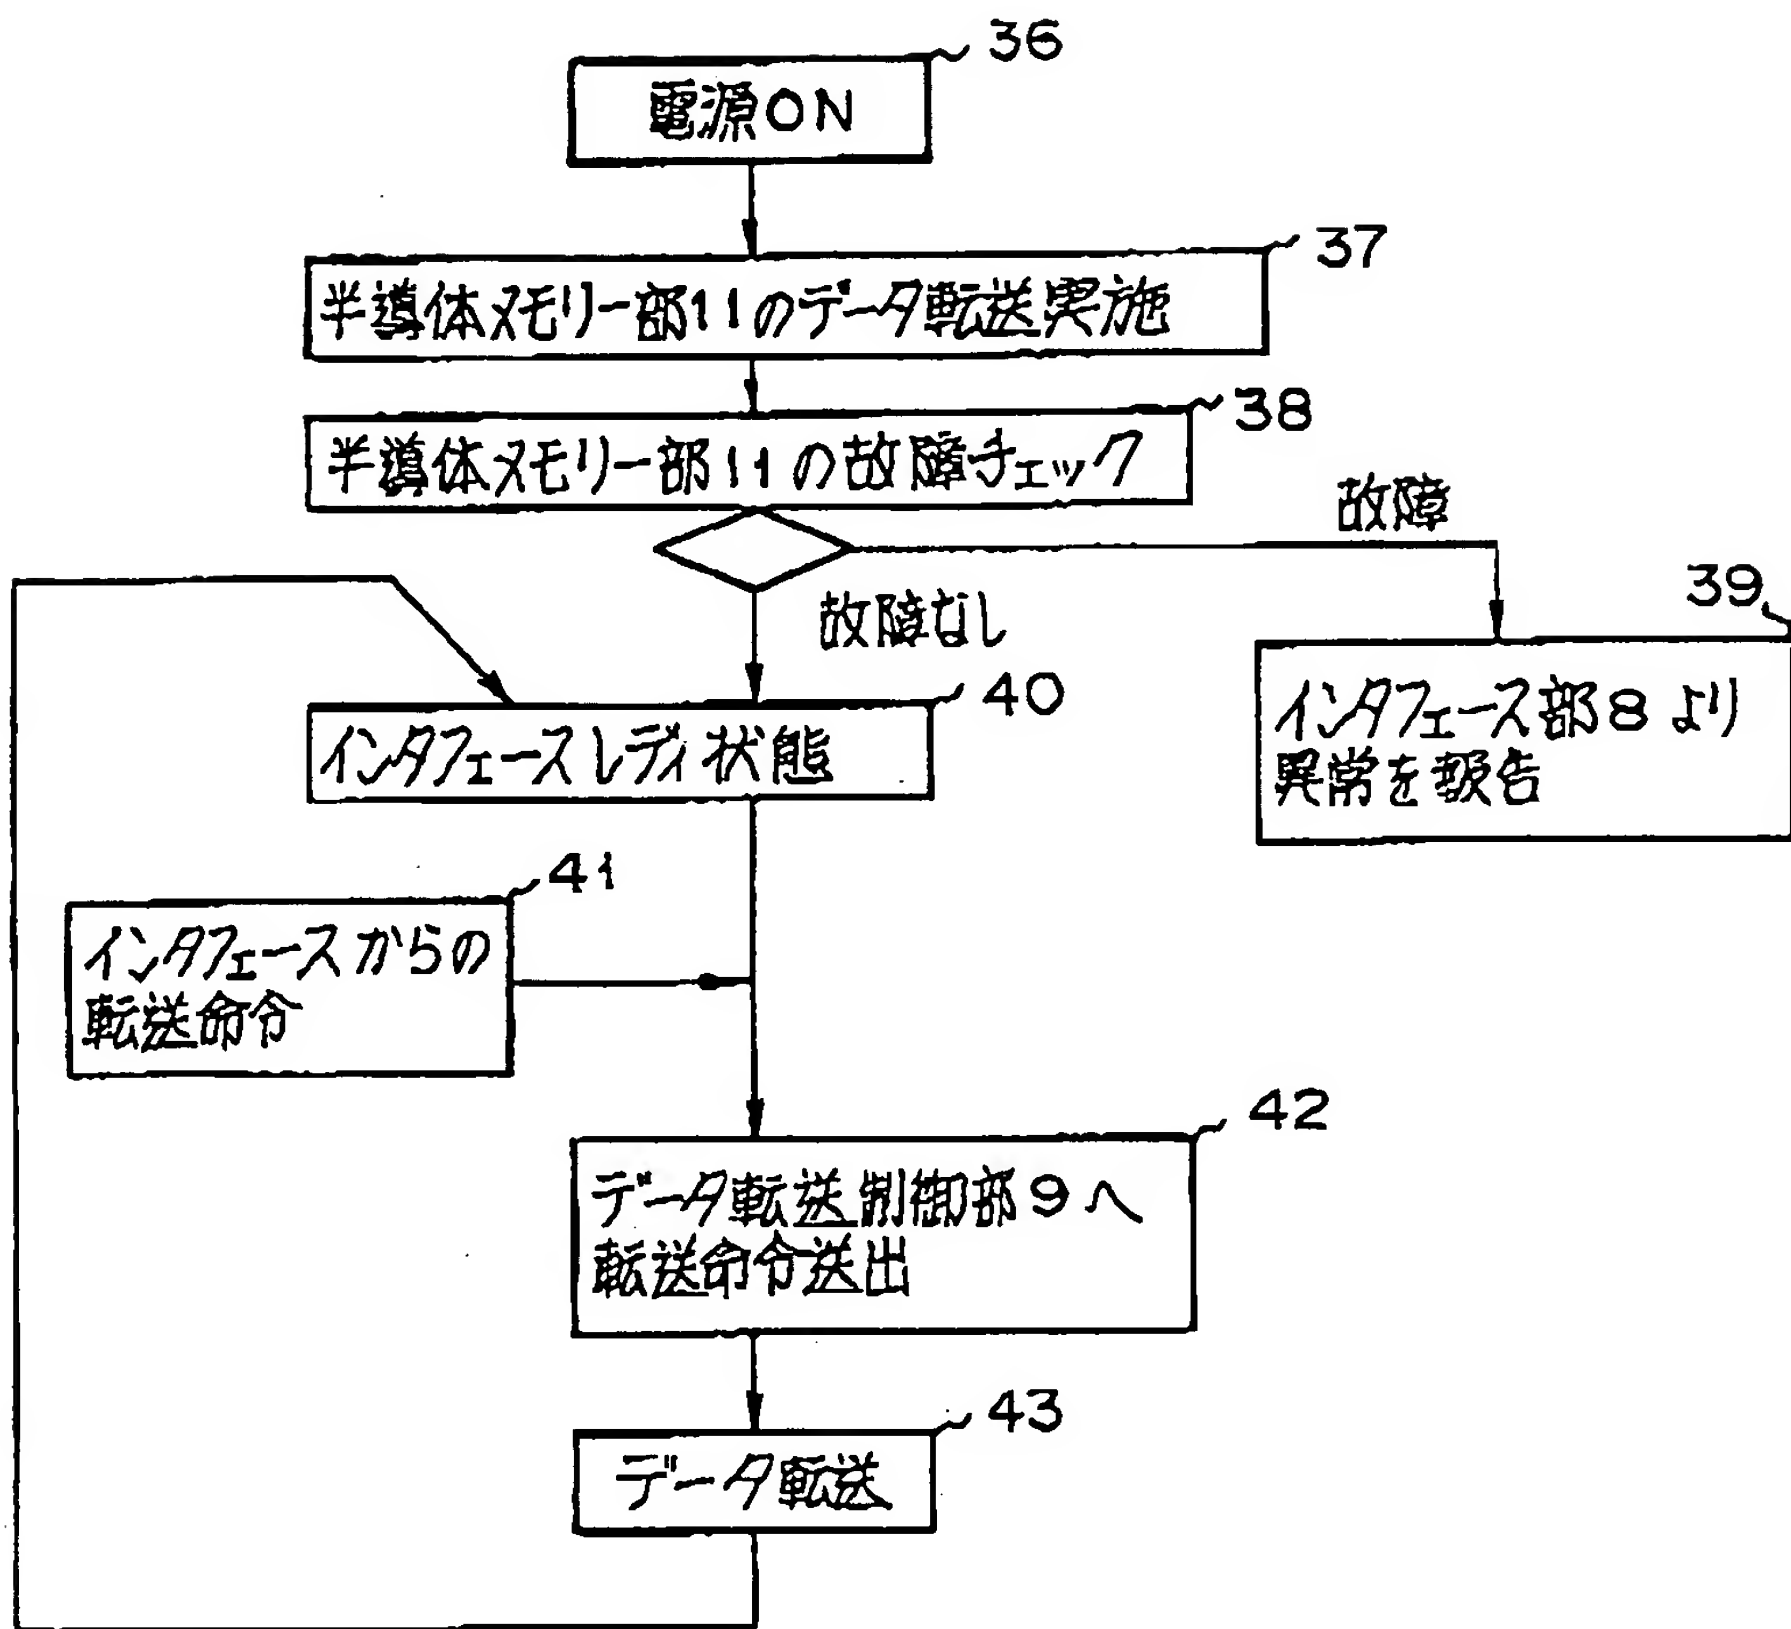 36
電源ON
37
半導体メモリー部11のデータ転送実施
38
半導体メモリー部11の故障チェック
故障
故障なし
39
インタフェース部8より
異常を報告
40
インタフェースレディ状態
41
インタフェースからの
転送命令
42
データ転送制御部9へ
転送命令送出
43
データ転送